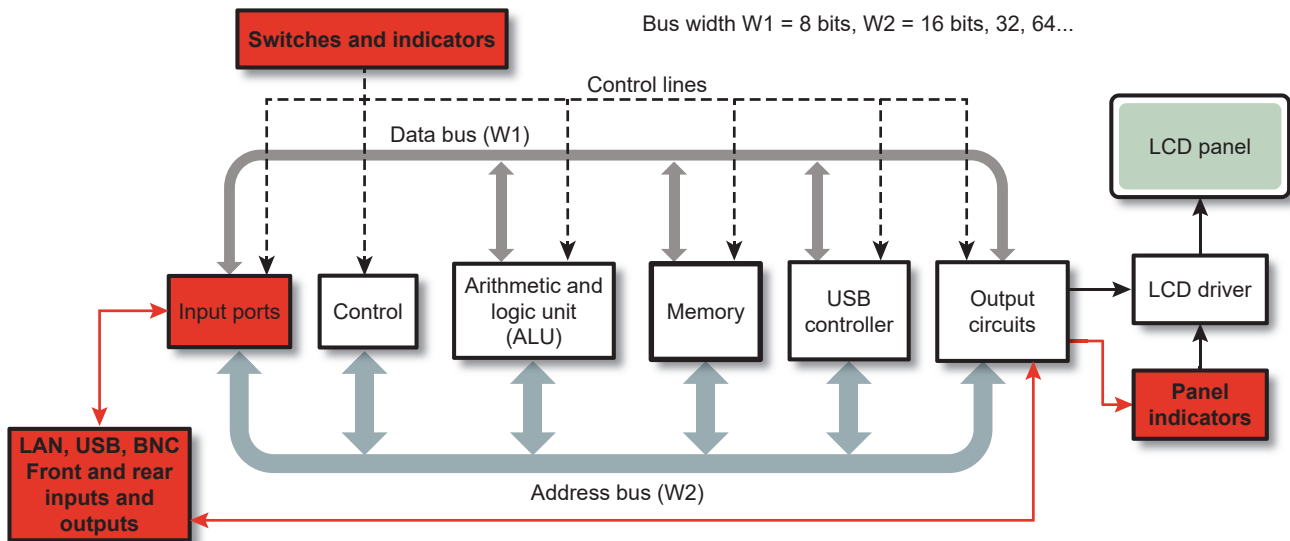 Bus width W1 = 8 bits, W2 = 16 bits, 32, 64...
Switches and indicators
Control lines
Data bus (W1)
LCD panel
Input ports
Control
Arithmetic and
logic unit
(ALU)
Memory
USB
controller
Output
circuits
LCD driver
Panel
indicators
LAN, USB, BNC
Front and rear
inputs and
outputs
Address bus (W2)